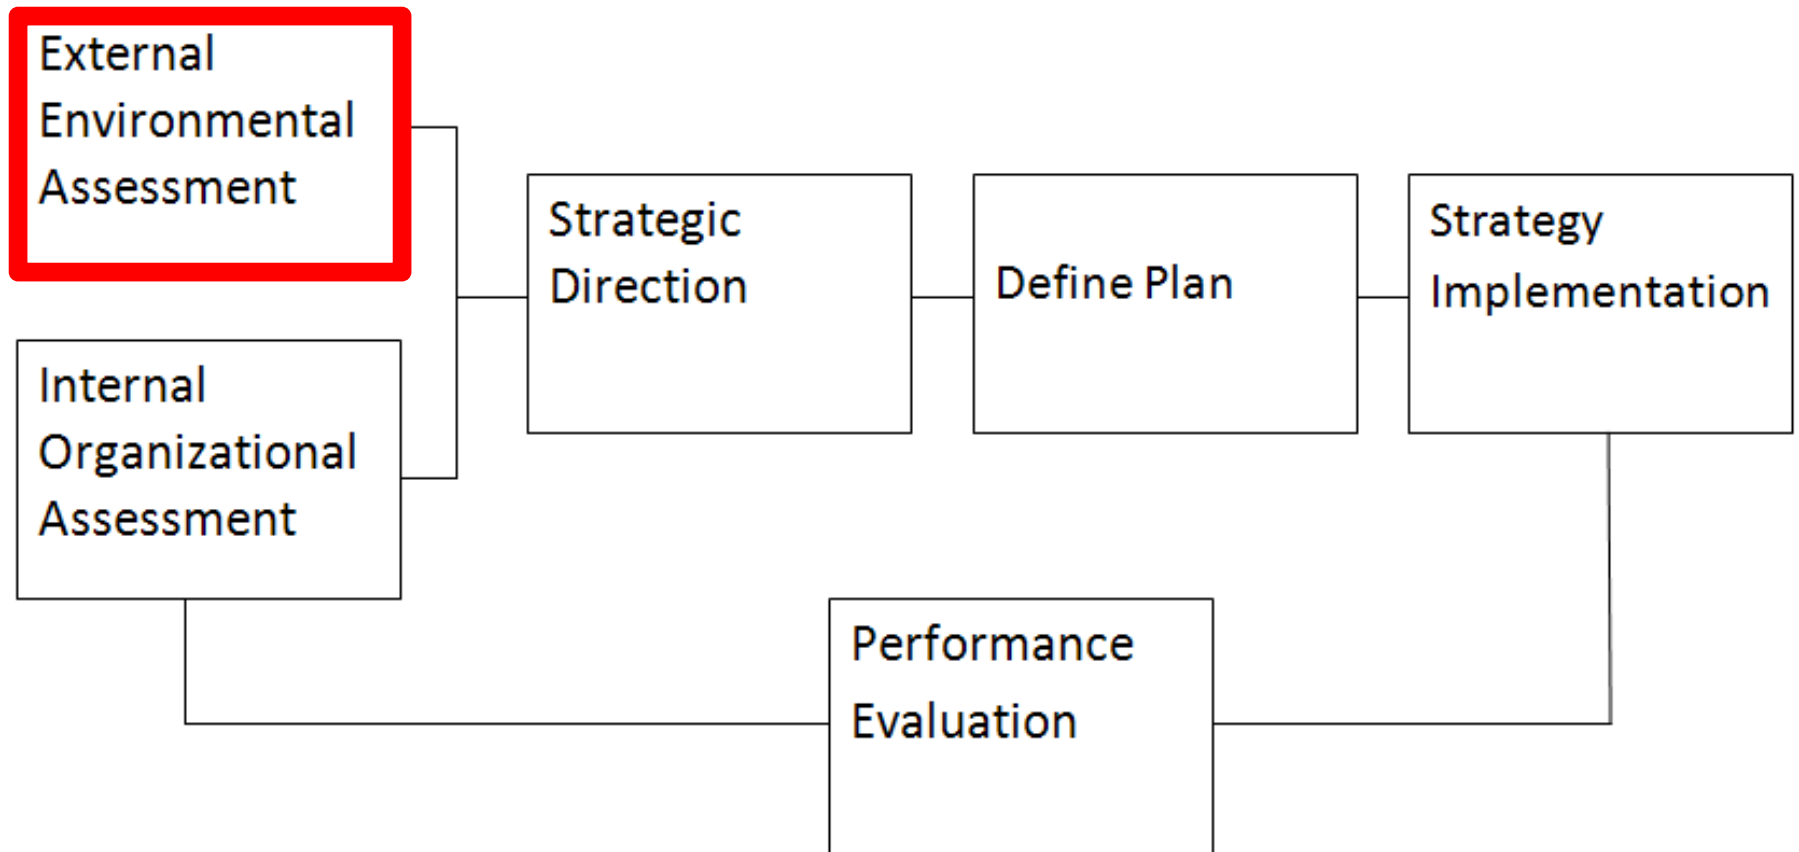 External
Environmental
Assessment
Internal
Organizational
Assessment
Strategic
Direction
Define Plan
Strategy
Implementation
Performance
Evaluation